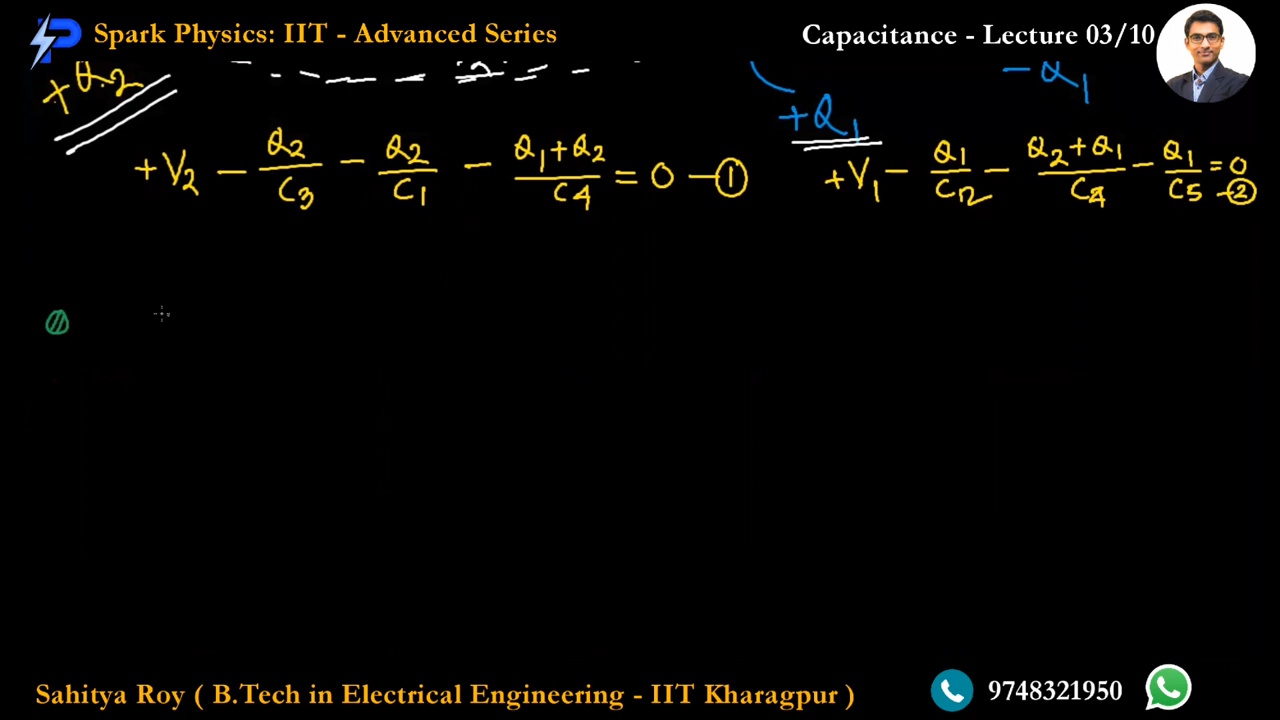 Spark Physics: IIT - Advanced Series
Capacitance - Lecture 03/10
+Q2
-Q1
+Q1
+V2 - Q2/C3 - Q2/C1 - (Q1+Q2)/C4 = 0 -①
+V1 - Q1/C2 - (Q2+Q1)/C4 - Q1/C5 = 0 -②
Sahitya Roy ( B.Tech in Electrical Engineering - IIT Kharagpur )
9748321950